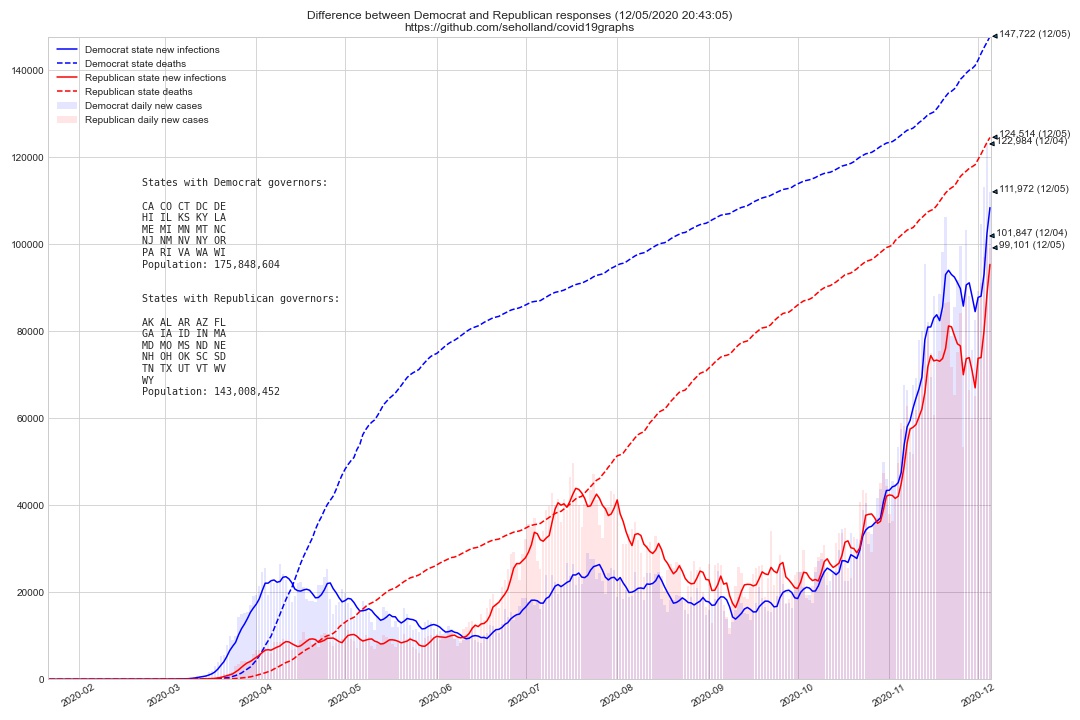 Difference between Democrat and Republican responses (12/05/2020 20:43:05)
https://github.com/seholland/covid19graphs
Democrat state new infections
Democrat state deaths
Republican state new infections
Republican state deaths
Democrat daily new cases
Republican daily new cases
States with Democrat governors:
CA CO CT DC DE
HI IL KS KY LA
ME MI MN MT NC
NJ NM NV NY OR
PA RI VA WA WI
Population: 175,848,604
States with Republican governors:
AK AL AR AZ FL
GA IA ID IN MA
MD MO MS ND NE
NH OH OK SC SD
TN TX UT VT WV
WY
Population: 143,008,452
147,722 (12/05)
124,514 (12/05)
122,984 (12/04)
111,972 (12/05)
101,847 (12/04)
99,101 (12/05)
140000
120000
100000
80000
60000
40000
20000
0
2020-02
2020-03
2020-04
2020-05
2020-06
2020-07
2020-08
2020-09
2020-10
2020-11
2020-12